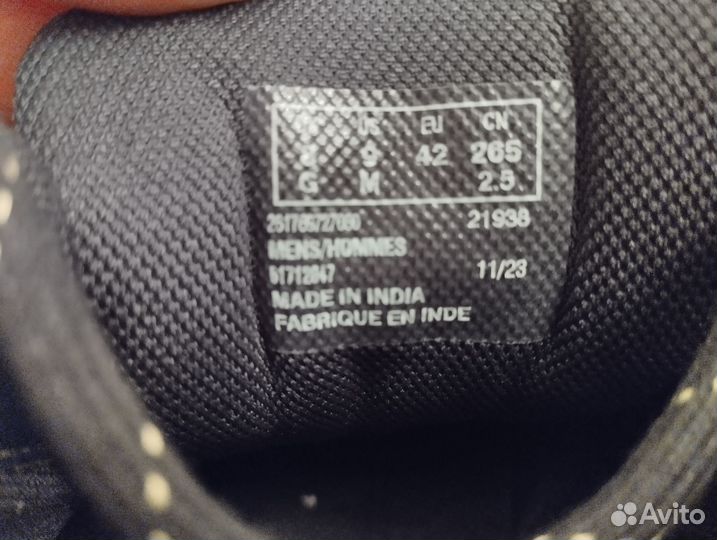 US EU CN
8 9 42 265
G M 2.5
21938
MENS/HOMMES
11/23
MADE IN INDIA
FABRIQUE EN INDE
Avito